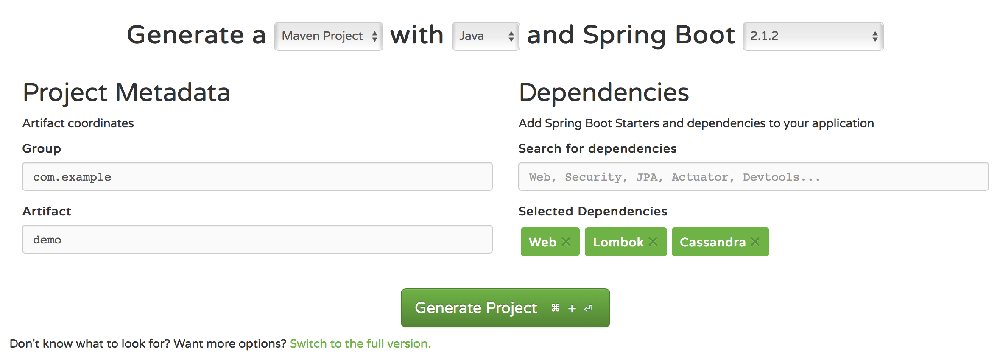 Generate a Maven Project with Java and Spring Boot 2.1.2
Project Metadata
Artifact coordinates
Group
com.example
Artifact
demo
Dependencies
Add Spring Boot Starters and dependencies to your application
Search for dependencies
Web, Security, JPA, Actuator, Devtools...
Selected Dependencies
Web × Lombok × Cassandra ×
Generate Project ⌘ + ⏎
Don't know what to look for? Want more options? Switch to the full version.